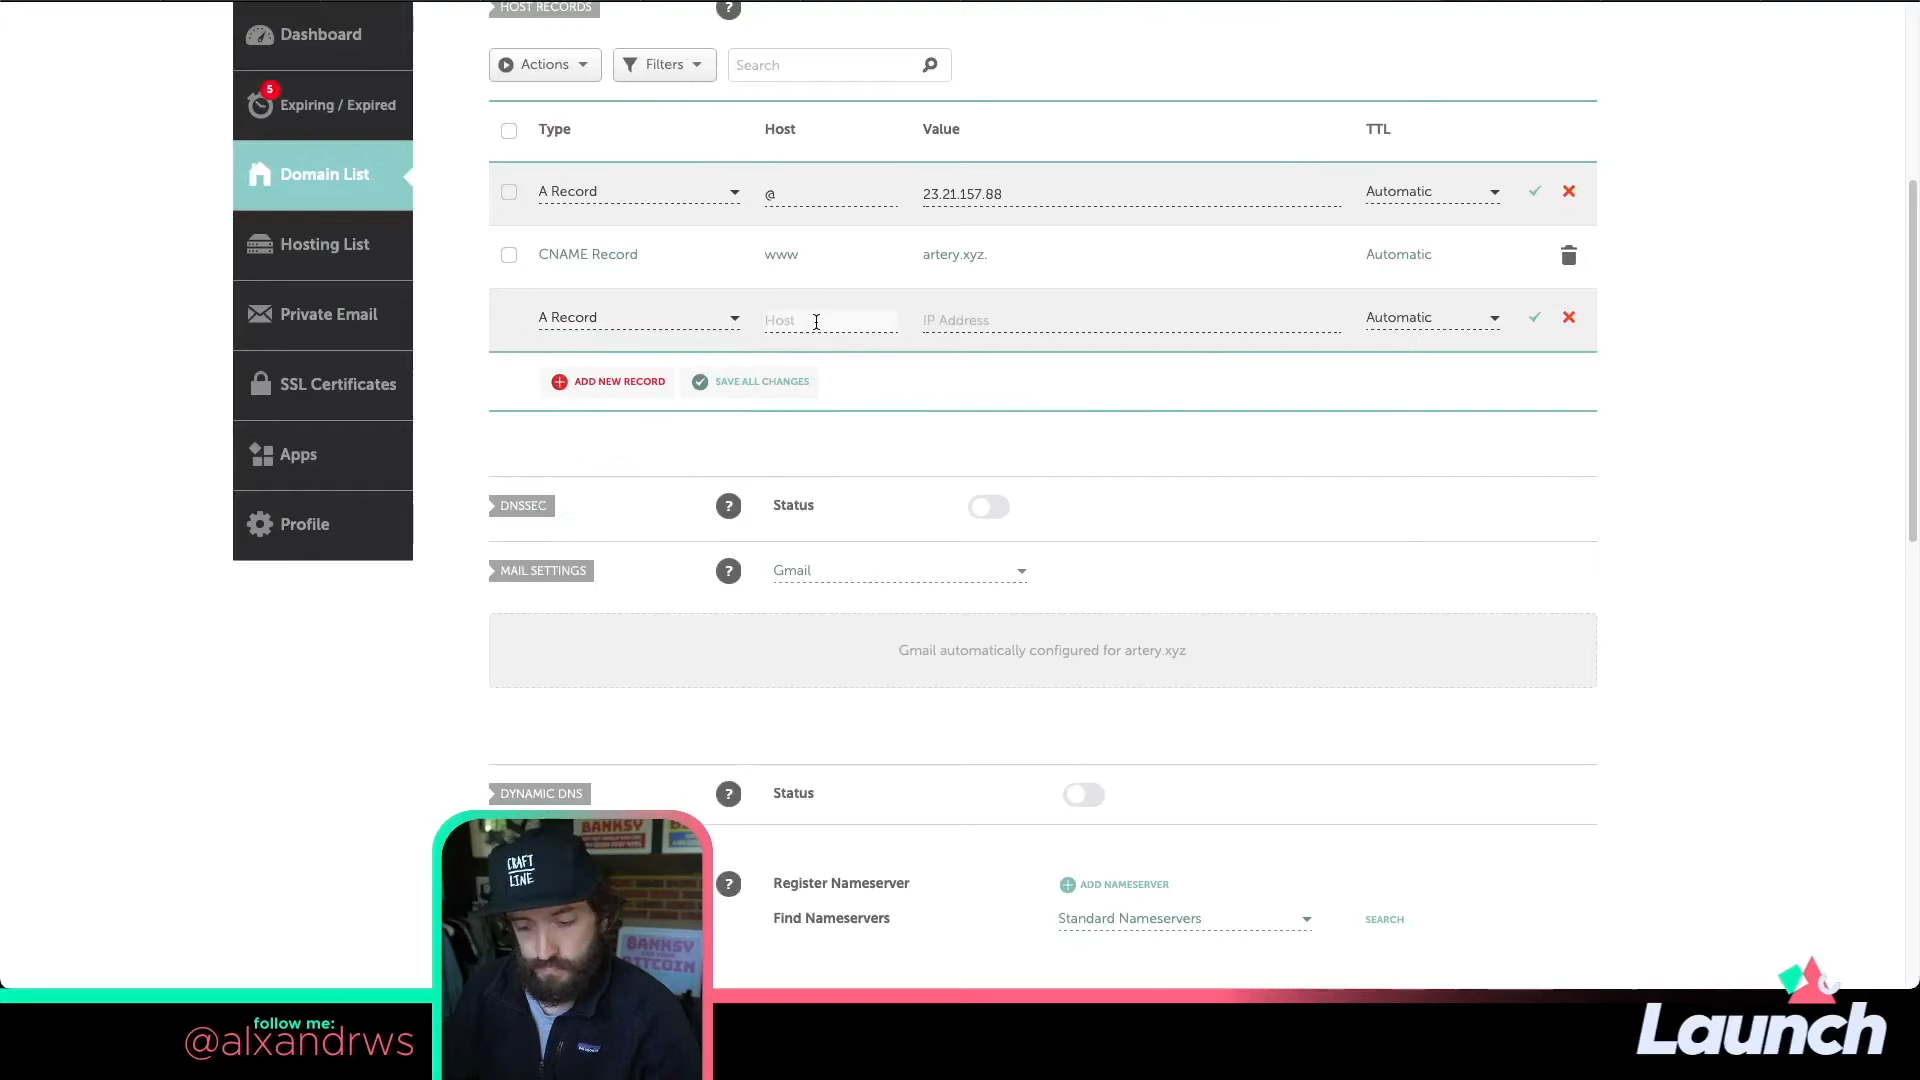 HOST RECORDS ?
Dashboard
Actions Filters Search
5
Expiring / Expired
Type Host Value TTL
Domain List
A Record @ 23.21.157.88 Automatic
Hosting List
CNAME Record www artery.xyz. Automatic
Private Email
A Record Host IP Address Automatic
SSL Certificates
ADD NEW RECORD SAVE ALL CHANGES
Apps
DNSSEC ? Status
Profile
MAIL SETTINGS ? Gmail
Gmail automatically configured for artery.xyz
DYNAMIC DNS ? Status
? Register Nameserver ADD NAMESERVER
Find Nameservers Standard Nameservers SEARCH
BANKSY
CRAFT
LINE
BANKSY
BITCOIN
follow me:
@alxandrws
Launch